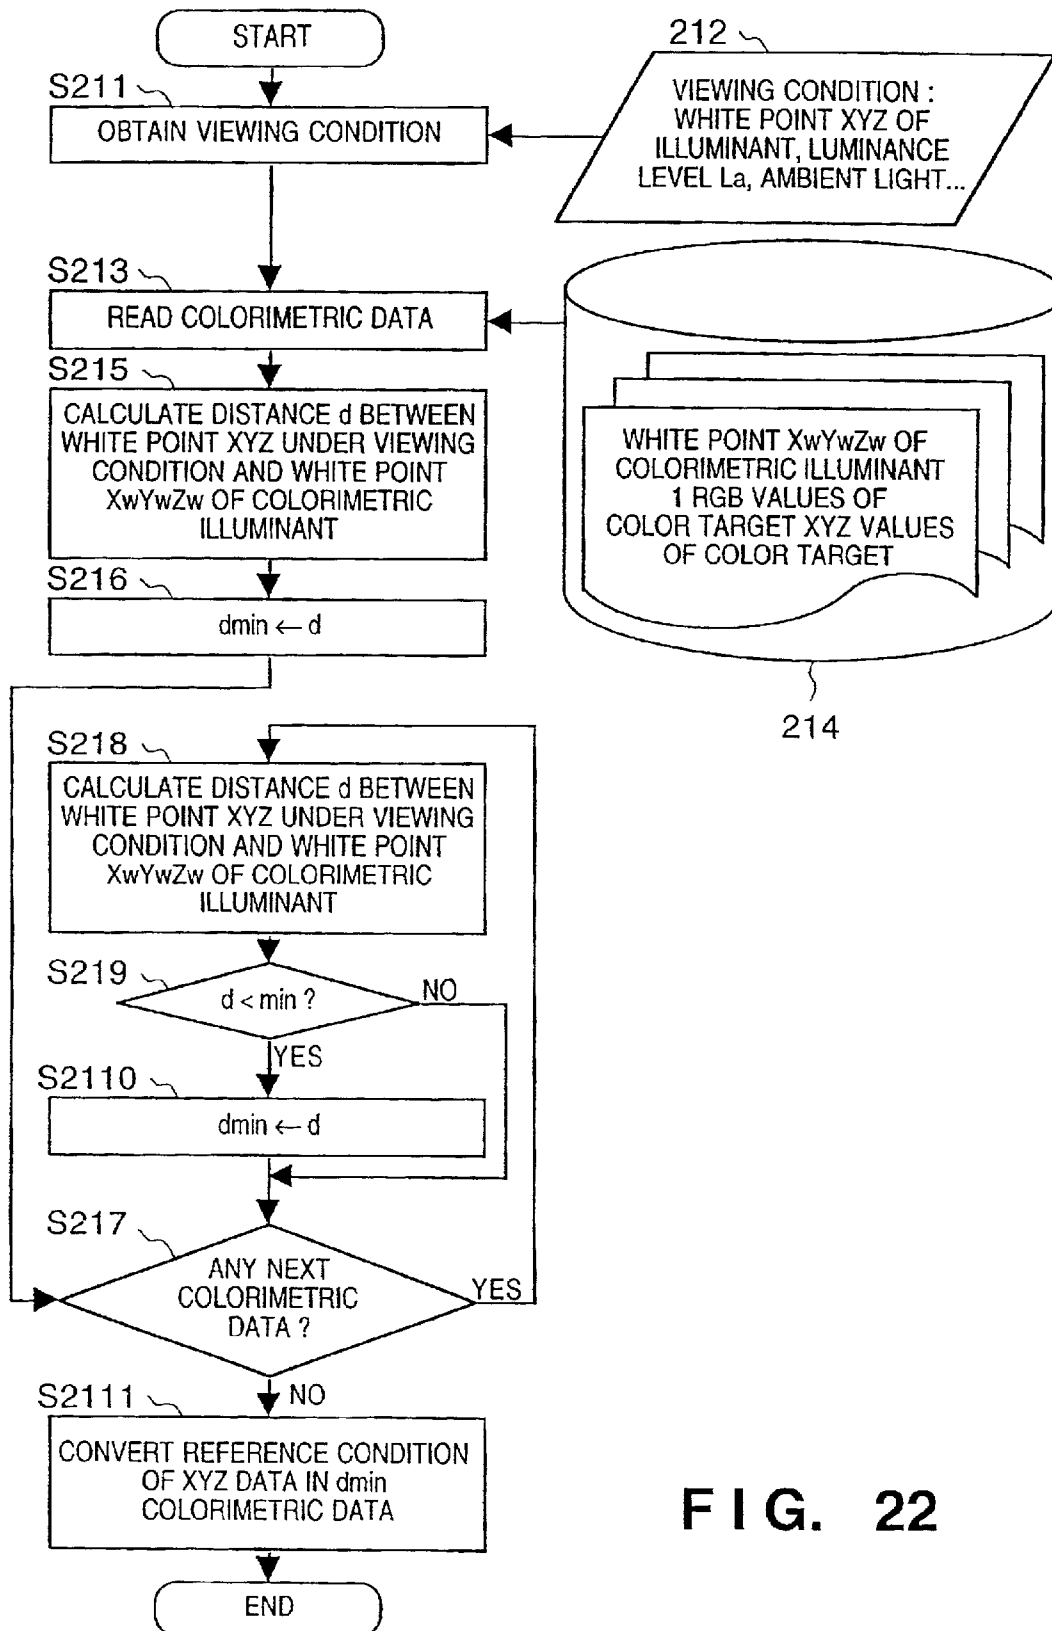 START
212
S211
OBTAIN VIEWING CONDITION
VIEWING CONDITION :
WHITE POINT XYZ OF
ILLUMINANT, LUMINANCE
LEVEL La, AMBIENT LIGHT...
S213
READ COLORIMETRIC DATA
S215
CALCULATE DISTANCE d BETWEEN
WHITE POINT XYZ UNDER VIEWING
CONDITION AND WHITE POINT
XwYwZw OF COLORIMETRIC
ILLUMINANT
WHITE POINT XwYwZw OF
COLORIMETRIC ILLUMINANT
1 RGB VALUES OF
COLOR TARGET XYZ VALUES
OF COLOR TARGET
S216
dmin ← d
214
S218
CALCULATE DISTANCE d BETWEEN
WHITE POINT XYZ UNDER VIEWING
CONDITION AND WHITE POINT
XwYwZw OF COLORIMETRIC
ILLUMINANT
S219
d < min ?
NO
YES
S2110
dmin ← d
S217
ANY NEXT
COLORIMETRIC
DATA ?
YES
NO
S2111
CONVERT REFERENCE CONDITION
OF XYZ DATA IN dmin
COLORIMETRIC DATA
END
FIG. 22